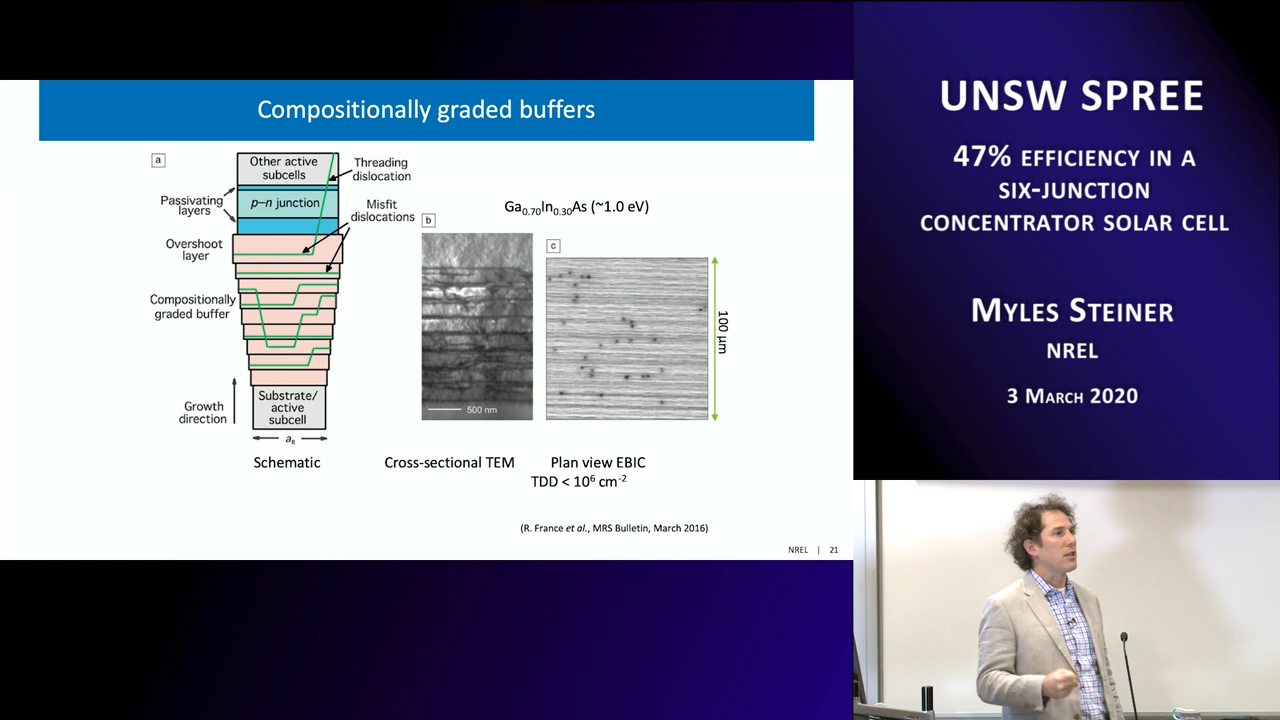 Compositionally graded buffers
a
Other active
subcells
Threading
dislocation
Passivating
layers
p–n junction
Misfit
dislocations
Overshoot
layer
Compositionally
graded buffer
Growth
direction
Substrate/
active
subcell
aR
Schematic
Ga0.70In0.30As (~1.0 eV)
b
c
500 nm
100 µm
Cross-sectional TEM
Plan view EBIC
TDD < 10⁶ cm⁻²
(R. France et al., MRS Bulletin, March 2016)
NREL | 21
UNSW SPREE
47% EFFICIENCY IN A
SIX-JUNCTION
CONCENTRATOR SOLAR CELL
MYLES STEINER
NREL
3 MARCH 2020